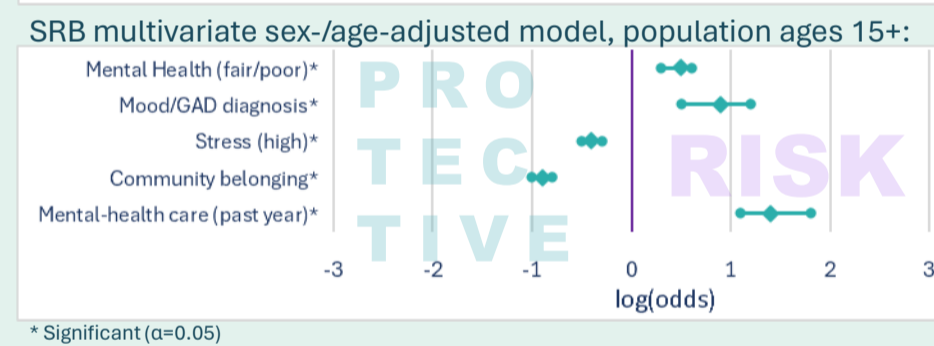 SRB multivariate sex-/age-adjusted model, population ages 15+:
Mental Health (fair/poor)*
Mood/GAD diagnosis*
Stress (high)*
Community belonging*
Mental-health care (past year)*
PRO
TEC
TIVE
RISK
-3 -2 -1 0 1 2 3
log(odds)
* Significant (α=0.05)